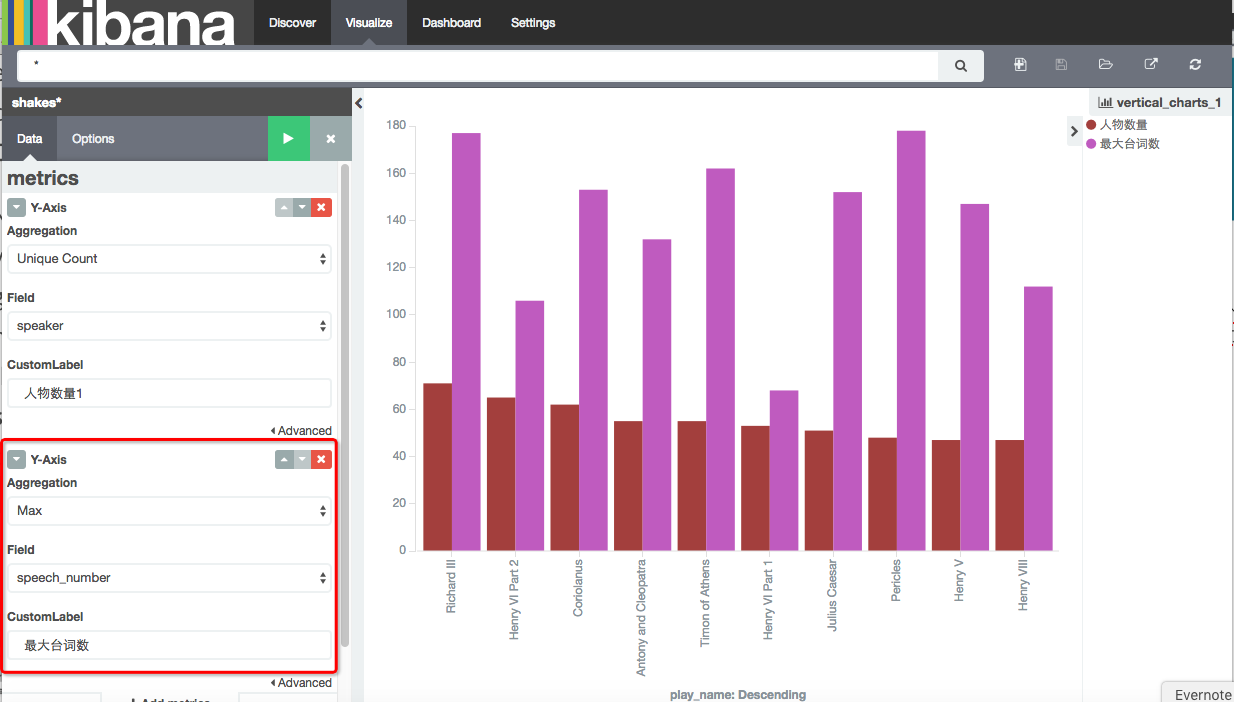 kibana
Discover
Visualize
Dashboard
Settings
*
shakes*
Data
Options
metrics
Y-Axis
Aggregation
Unique Count
Field
speaker
CustomLabel
人物数量1
Advanced
Y-Axis
Aggregation
Max
Field
speech_number
CustomLabel
最大台词数
Advanced
180
160
140
120
100
80
60
40
20
0
Richard III
Henry VI Part 2
Coriolanus
Antony and Cleopatra
Timon of Athens
Henry VI Part 1
Julius Caesar
Pericles
Henry V
Henry VIII
play_name: Descending
vertical_charts_1
人物数量
最大台词数
Evernote